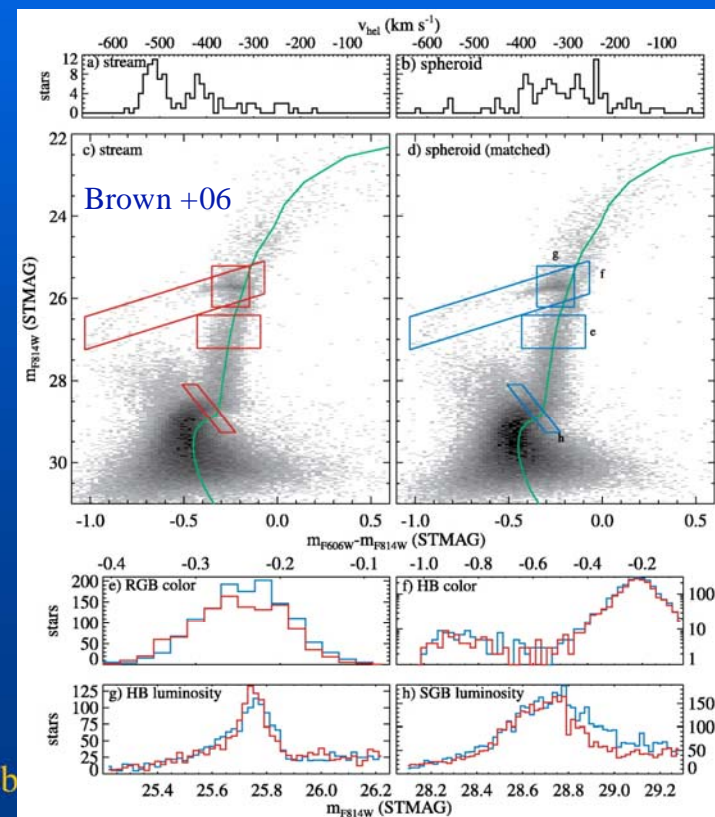 v_hel (km s^-1)
-600 -500 -400 -300 -200 -100 -600 -500 -400 -300 -200 -100
12
8
4
0
stars
a) stream
b) spheroid
22
24
26
28
30
m_F814W (STMAG)
c) stream
d) spheroid (matched)
Brown +06
g
f
e
h
-1.0 -0.5 0.0 0.5 -1.0 -0.5 0.0 0.5
m_F606W-m_F814W (STMAG)
-0.4 -0.3 -0.2 -0.1 -1.0 -0.8 -0.6 -0.4 -0.2
200
150
100
50
0
stars
e) RGB color
f) HB color
100
10
1
125
100
75
50
25
0
stars
g) HB luminosity
h) SGB luminosity
150
100
50
0
25.4 25.6 25.8 26.0 26.2 28.2 28.4 28.6 28.8 29.0 29.2
m_F814W (STMAG)
b